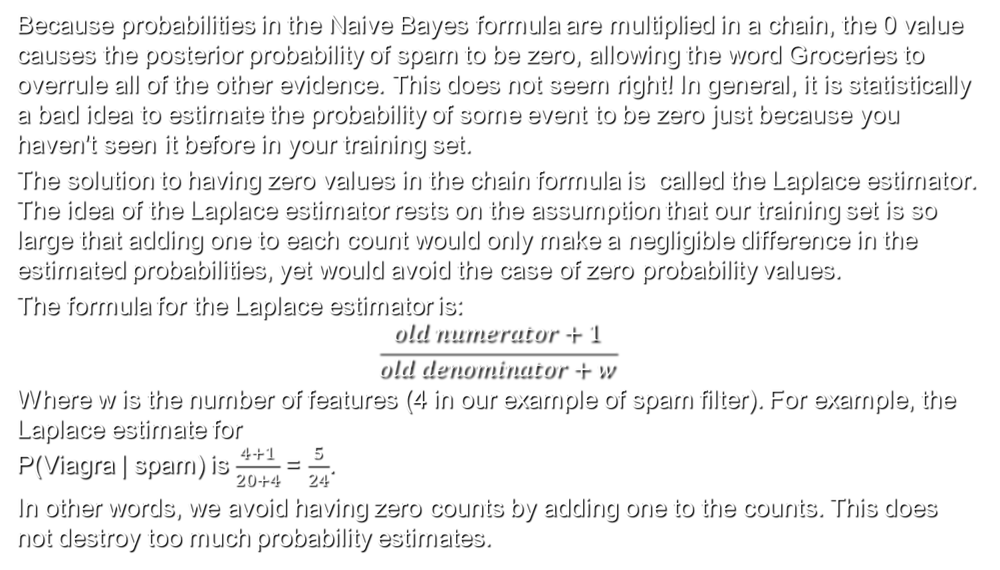 Because probabilities in the Naive Bayes formula are multiplied in a chain, the 0 value
causes the posterior probability of spam to be zero, allowing the word Groceries to
overrule all of the other evidence. This does not seem right! In general, it is statistically
a bad idea to estimate the probability of some event to be zero just because you
haven't seen it before in your training set.
The solution to having zero values in the chain formula is  called the Laplace estimator.
The idea of the Laplace estimator rests on the assumption that our training set is so
large that adding one to each count would only make a negligible difference in the
estimated probabilities, yet would avoid the case of zero probability values.
The formula for the Laplace estimator is:
old numerator + 1
old denominator + w
Where w is the number of features (4 in our example of spam filter). For example, the
Laplace estimate for
P(Viagra | spam) is 4+1/20+4 = 5/24.
In other words, we avoid having zero counts by adding one to the counts. This does
not destroy too much probability estimates.